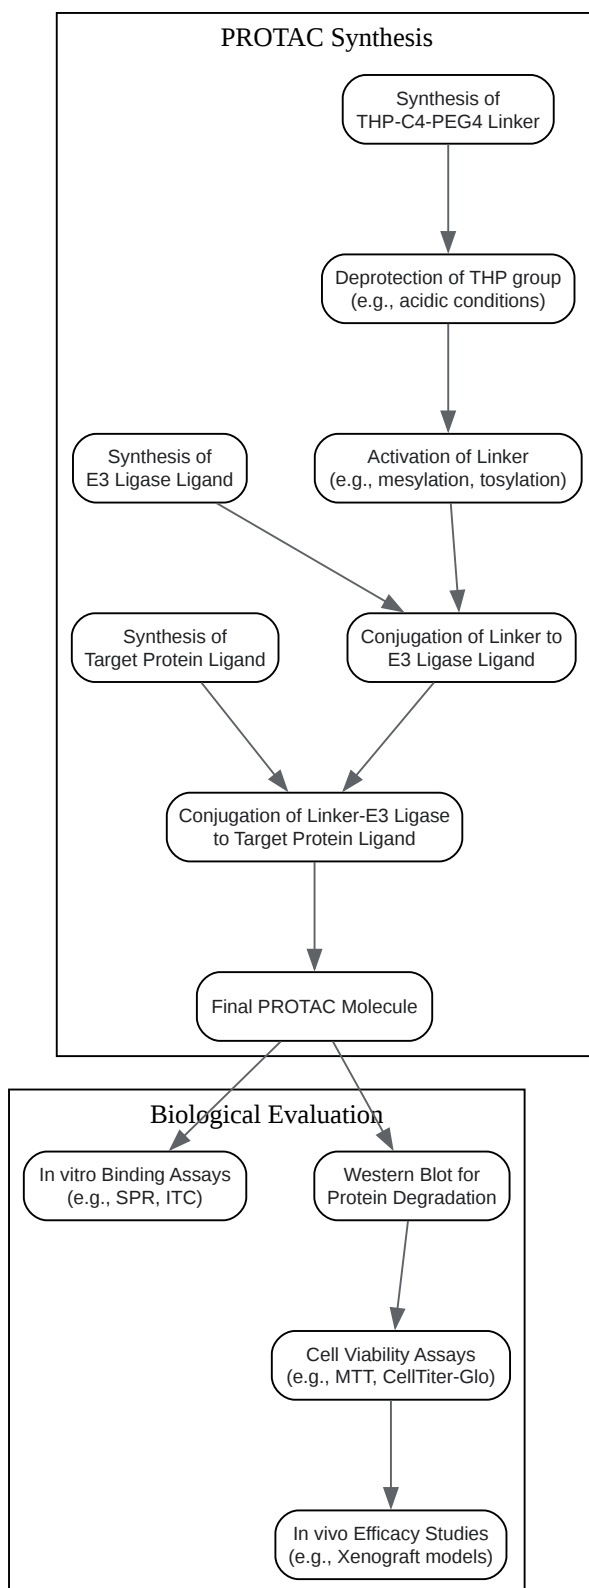 PROTAC Synthesis
Synthesis of
THP-C4-PEG4 Linker
Deprotection of THP group
(e.g., acidic conditions)
Synthesis of
E3 Ligase Ligand
Activation of Linker
(e.g., mesylation, tosylation)
Synthesis of
Target Protein Ligand
Conjugation of Linker to
E3 Ligase Ligand
Conjugation of Linker-E3 Ligase
to Target Protein Ligand
Final PROTAC Molecule
Biological Evaluation
In vitro Binding Assays
(e.g., SPR, ITC)
Western Blot for
Protein Degradation
Cell Viability Assays
(e.g., MTT, CellTiter-Glo)
In vivo Efficacy Studies
(e.g., Xenograft models)